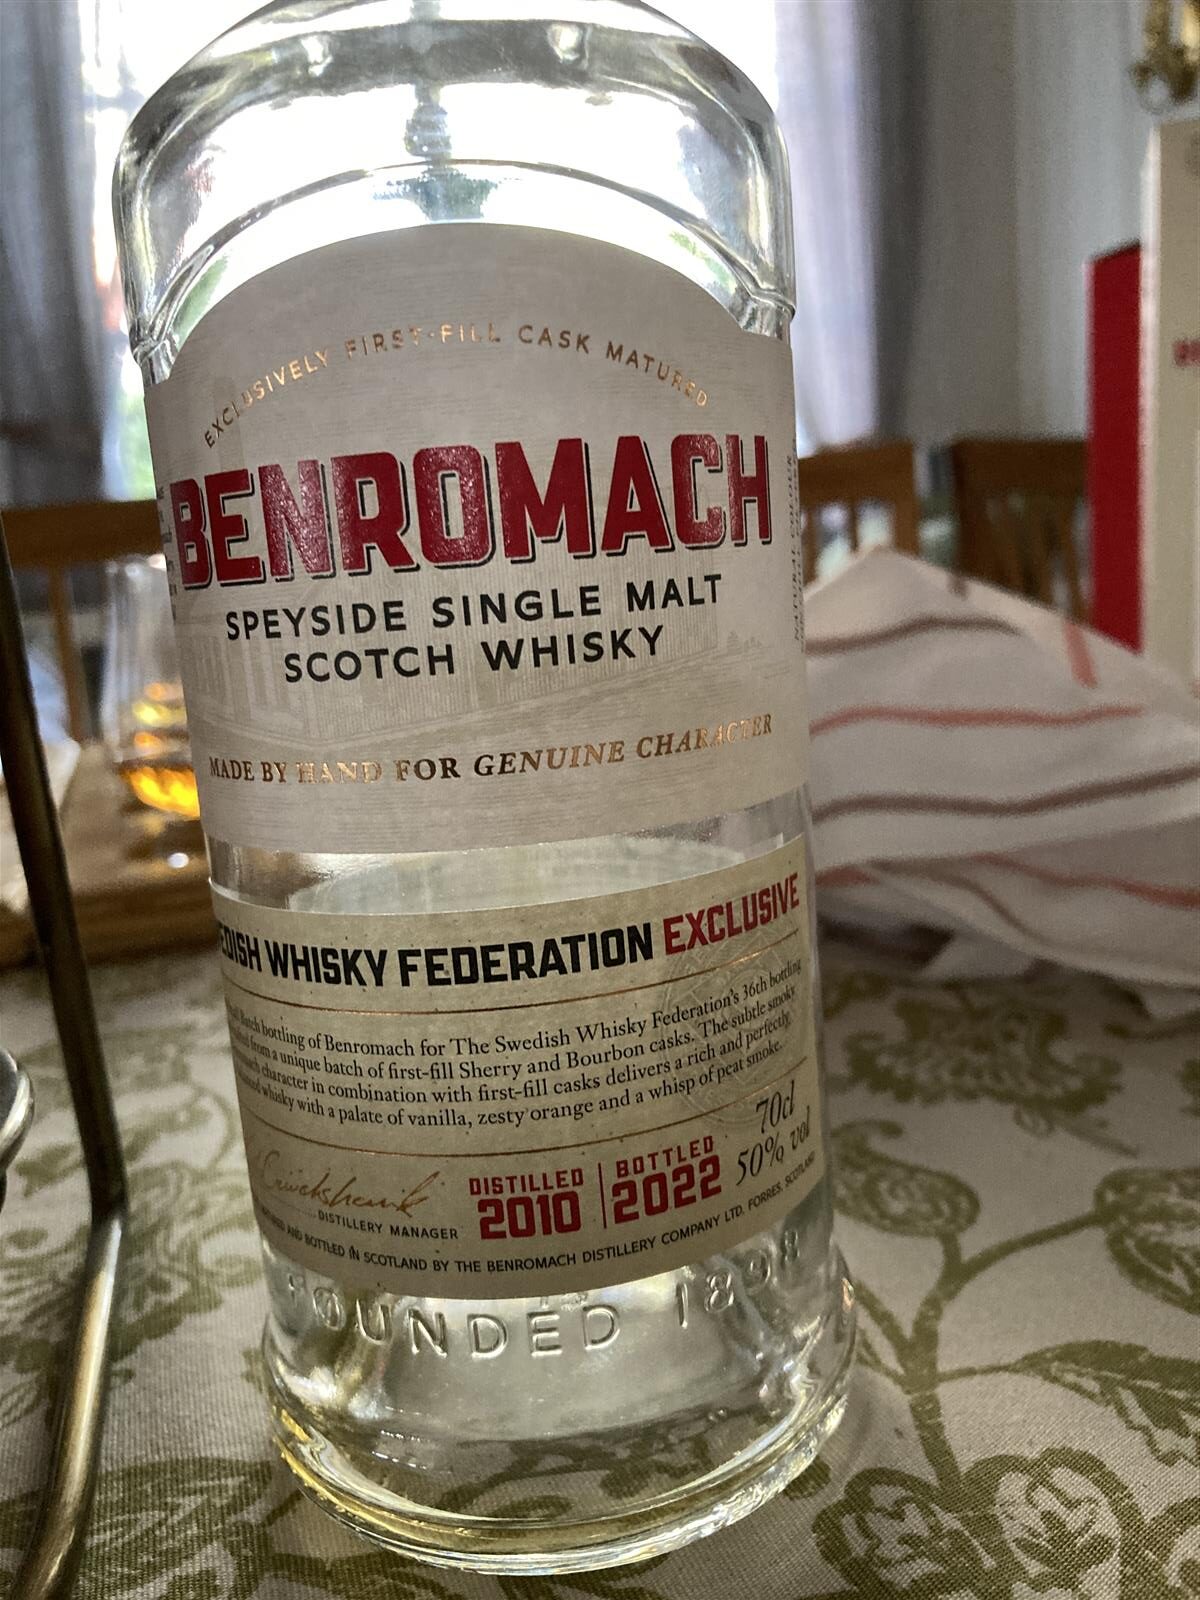 EXCLUSIVELY FIRST-FILL CASK MATURED
BENROMACH
SPEYSIDE SINGLE MALT
SCOTCH WHISKY
MADE BY HAND FOR GENUINE CHARACTER
EDISH WHISKY FEDERATION EXCLUSIVE
Batch bottling of Benromach for The Swedish Whisky Federation's 36th bottling
from a unique batch of first-fill Sherry and Bourbon casks. The subtle smoky
character in combination with first-fill casks delivers a rich and perfectly
whisky with a palate of vanilla, zesty orange and a whisp of peat smoke.
70cl
50% vol
DISTILLED
2010
BOTTLED
2022
DISTILLERY MANAGER
AND BOTTLED IN SCOTLAND BY THE BENROMACH DISTILLERY COMPANY LTD. FORRES, SCOTLAND
FOUNDED 1898
NATURAL COLOUR